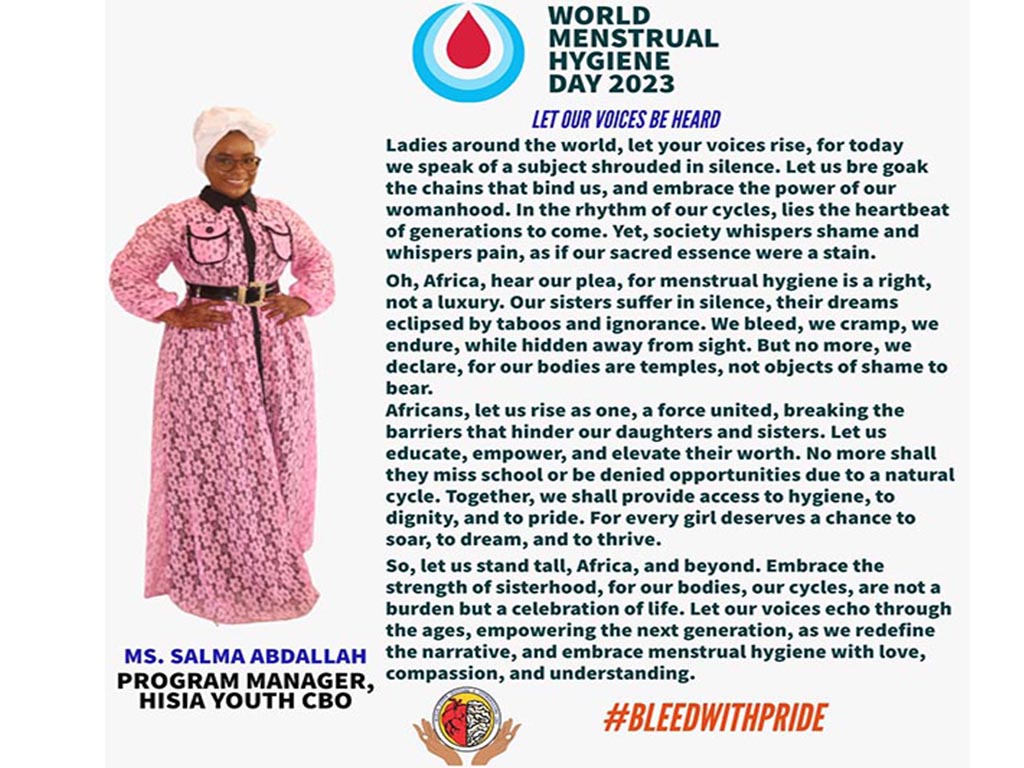 WORLD
MENSTRUAL
HYGIENE
DAY 2023
LET OUR VOICES BE HEARD
Ladies around the world, let your voices rise, for today
we speak of a subject shrouded in silence. Let us bre goak
the chains that bind us, and embrace the power of our
womanhood. In the rhythm of our cycles, lies the heartbeat
of generations to come. Yet, society whispers shame and
whispers pain, as if our sacred essence were a stain.
Oh, Africa, hear our plea, for menstrual hygiene is a right,
not a luxury. Our sisters suffer in silence, their dreams
eclipsed by taboos and ignorance. We bleed, we cramp, we
endure, while hidden away from sight. But no more, we
declare, for our bodies are temples, not objects of shame to
bear.
Africans, let us rise as one, a force united, breaking the
barriers that hinder our daughters and sisters. Let us
educate, empower, and elevate their worth. No more shall
they miss school or be denied opportunities due to a natural
cycle. Together, we shall provide access to hygiene, to
dignity, and to pride. For every girl deserves a chance to
soar, to dream, and to thrive.
So, let us stand tall, Africa, and beyond. Embrace the
strength of sisterhood, for our bodies, our cycles, are not a
burden but a celebration of life. Let our voices echo through
the ages, empowering the next generation, as we redefine
the narrative, and embrace menstrual hygiene with love,
compassion, and understanding.
MS. SALMA ABDALLAH
PROGRAM MANAGER,
HISIA YOUTH CBO
#BLEEDWITHPRIDE